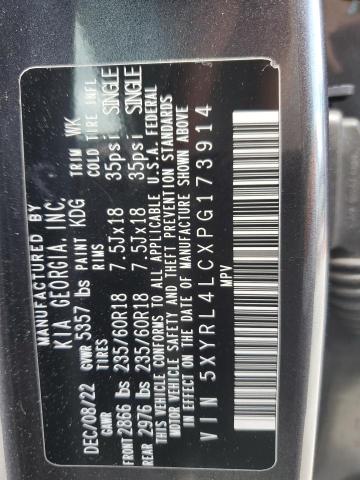 MANUFACTURED BY
KIA GEORGIA, INC.
DEC/08/22 GVWR 5357 lbs PAINT KDG TRIM WK
GAWR TIRES RIMS COLD TIRE INFL
FRONT 2866 lbs 235/60R18 7.5Jx18 35psi SINGLE
REAR 2976 lbs 235/60R18 7.5Jx18 35psi SINGLE
THIS VEHICLE CONFORMS TO ALL APPLICABLE U.S.A. FEDERAL
MOTOR VEHICLE SAFETY AND THEFT PREVENTION STANDARDS
IN EFFECT ON THE DATE OF MANUFACTURE SHOWN ABOVE
VIN 5XYRL4LCXPG173914
MPV